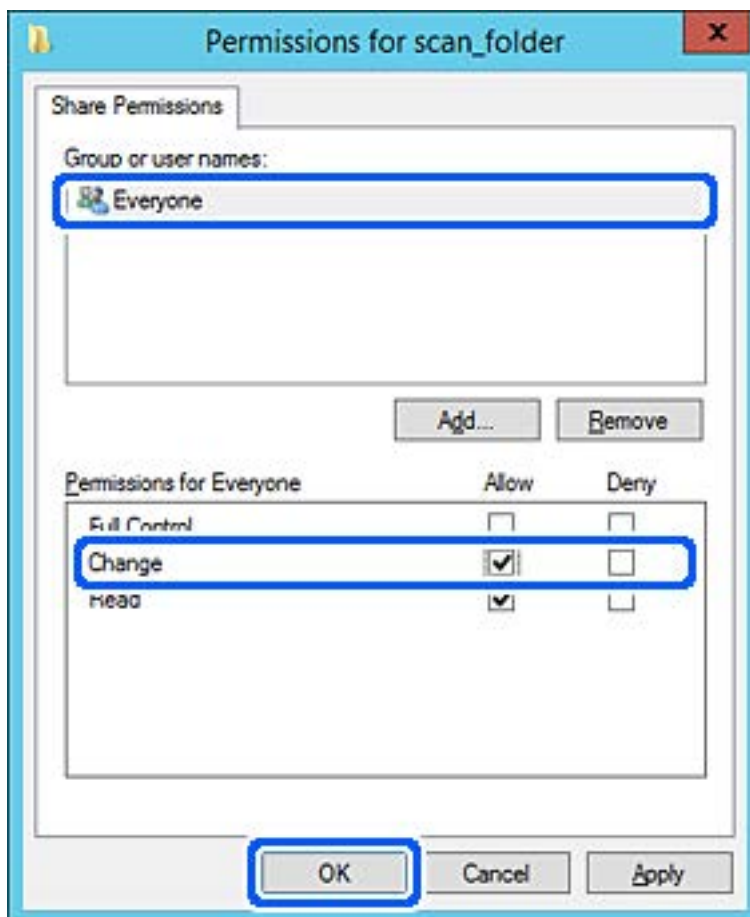 Permissions for scan_folder
x
Share Permissions
Group or user names:
Everyone
Add... Remove
Permissions for Everyone Allow Deny
Full Control
Change
Read
OK Cancel Apply